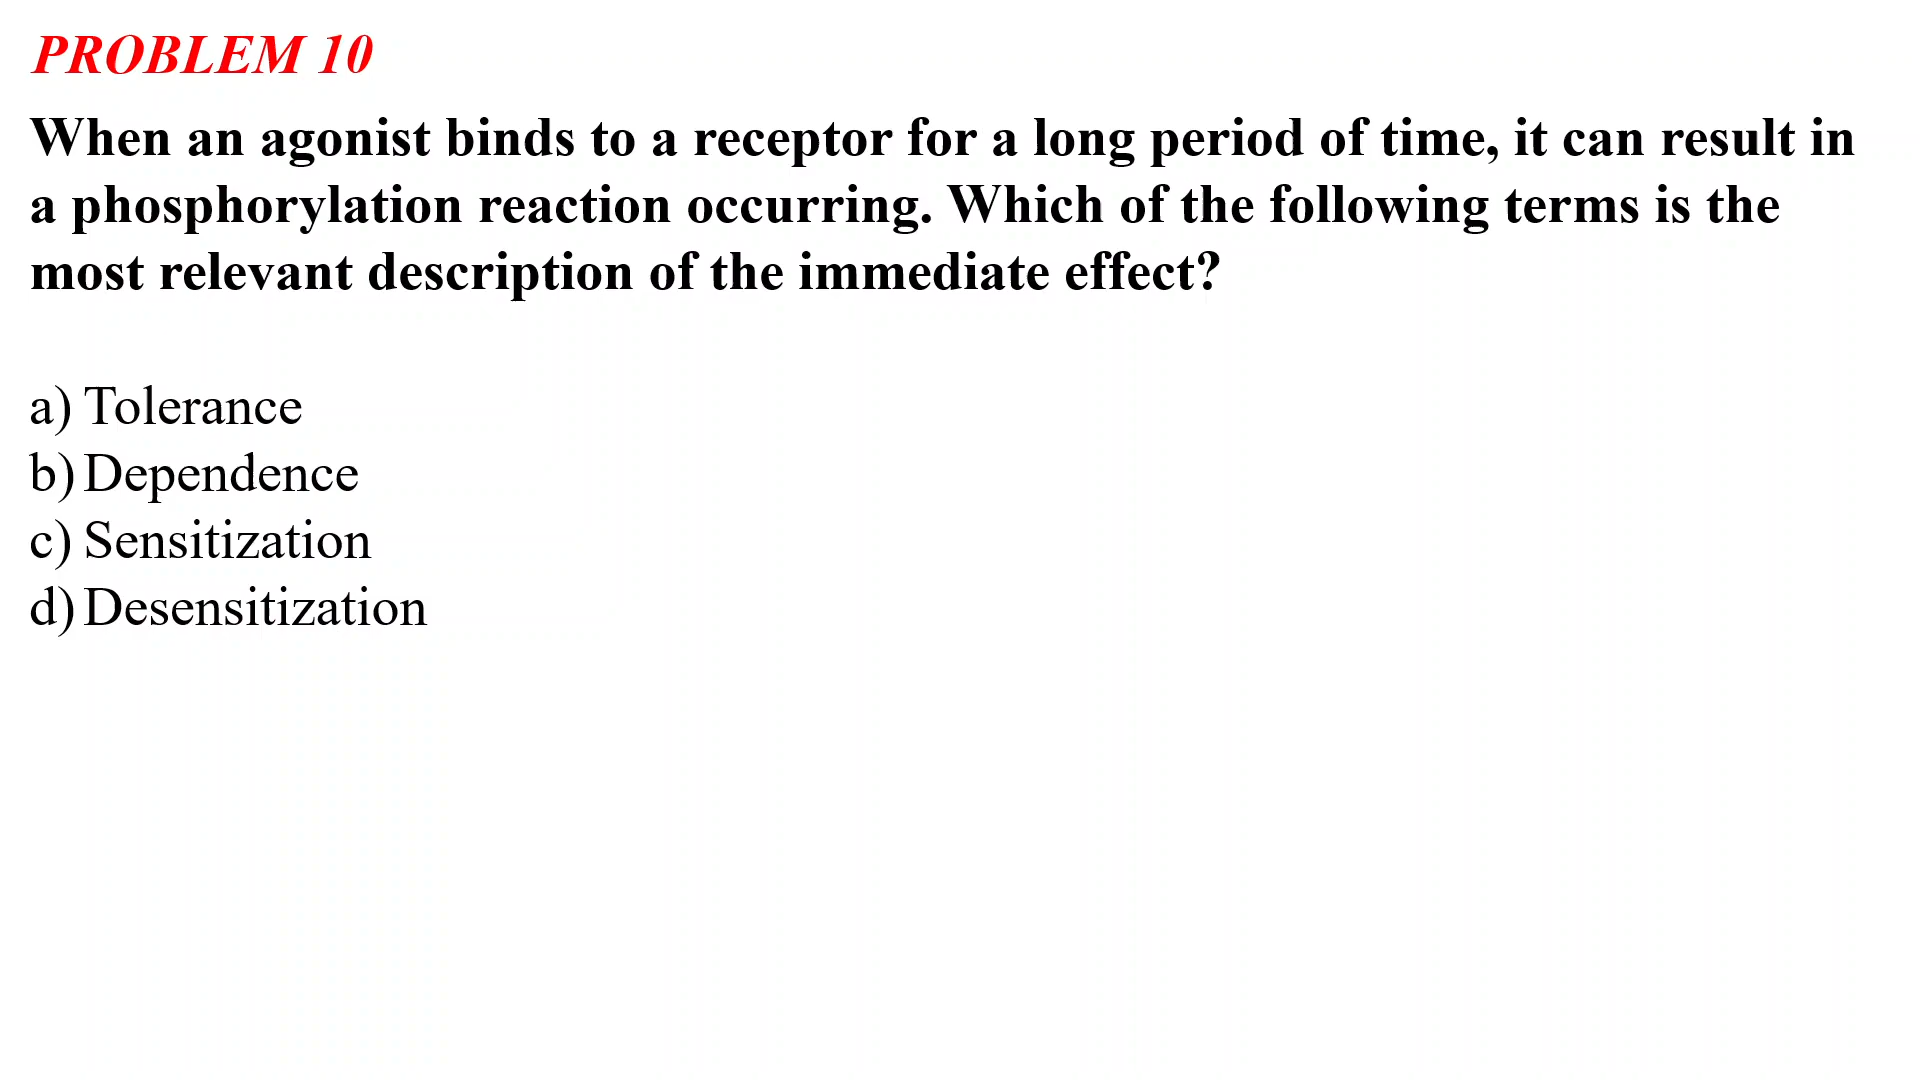 PROBLEM 10
When an agonist binds to a receptor for a long period of time, it can result in
a phosphorylation reaction occurring. Which of the following terms is the
most relevant description of the immediate effect?
a) Tolerance
b) Dependence
c) Sensitization
d) Desensitization